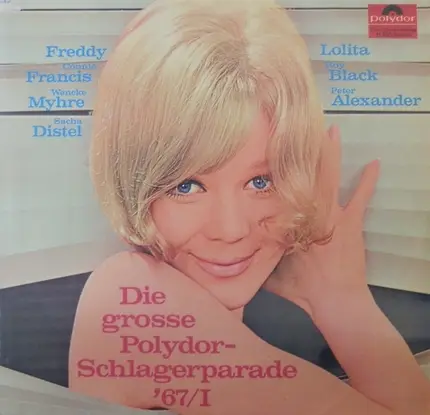 Freddy
Connie
Francis
Wencke
Myhre
Sacha
Distel
Polydor
Lolita
Roy
Black
Peter
Alexander
Die
grosse
Polydor-
Schlagerparade
'67/I